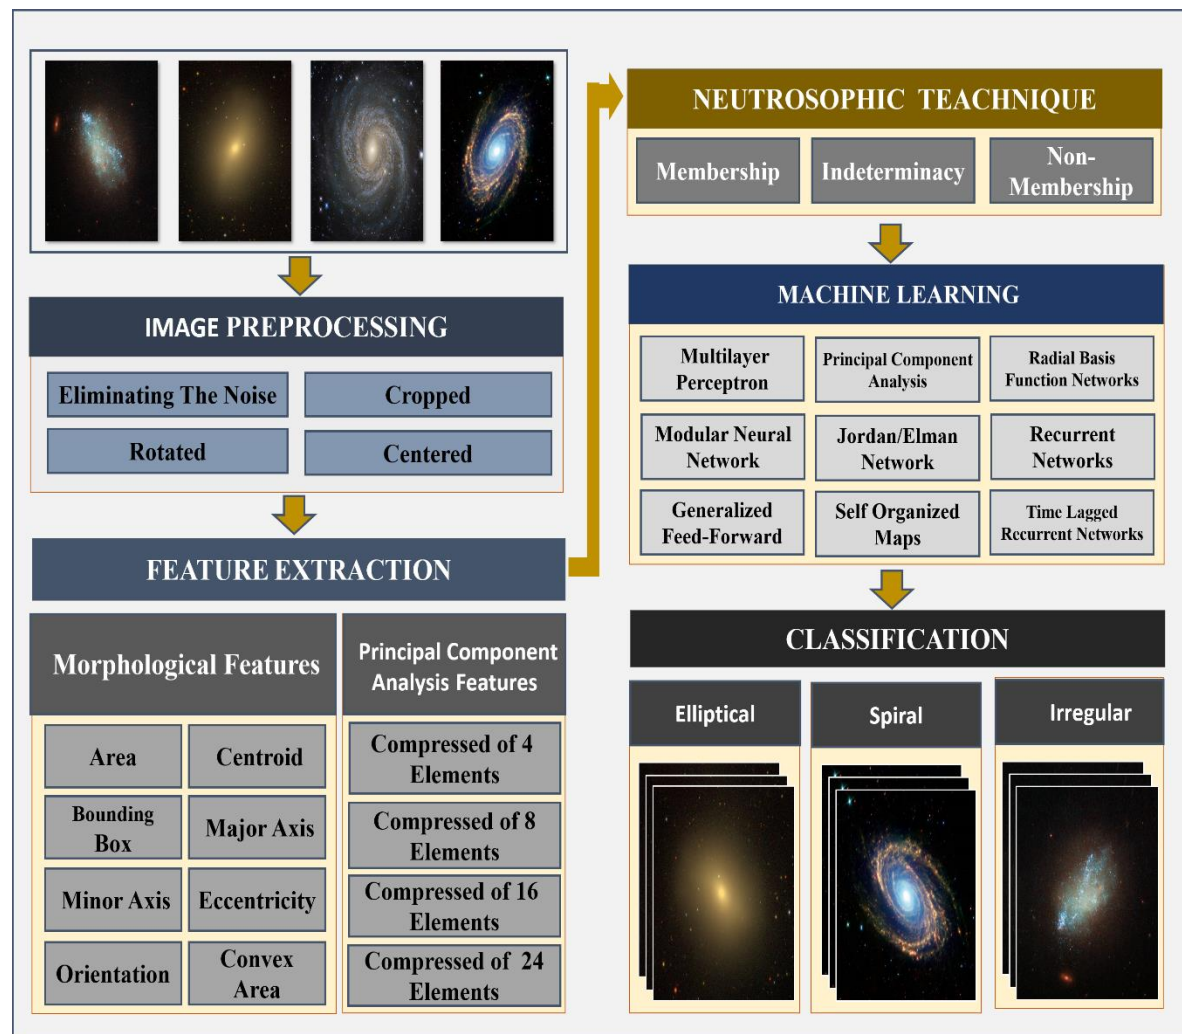 IMAGE PREPROCESSING
Eliminating The Noise
Cropped
Rotated
Centered
FEATURE EXTRACTION
Morphological Features
Area
Centroid
Bounding
Box
Major Axis
Minor Axis
Eccentricity
Orientation
Convex
Area
Principal Component
Analysis Features
Compressed of 4
Elements
Compressed of 8
Elements
Compressed of 16
Elements
Compressed of 24
Elements
NEUTROSOPHIC TEACHNIQUE
Membership
Indeterminacy
Non-
Membership
MACHINE LEARNING
Multilayer
Perceptron
Principal Component
Analysis
Radial Basis
Function Networks
Modular Neural
Network
Jordan/Elman
Network
Recurrent
Networks
Generalized
Feed-Forward
Self Organized
Maps
Time Lagged
Recurrent Networks
CLASSIFICATION
Elliptical
Spiral
Irregular